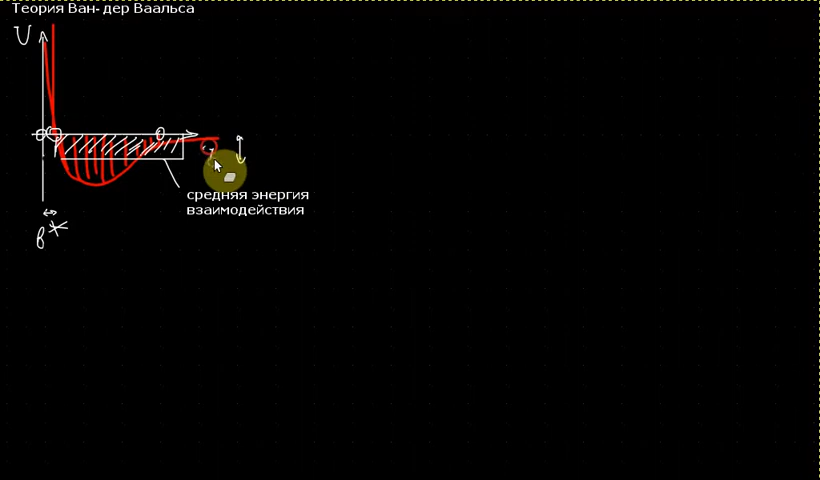 Теория Ван- дер Ваальса
U
средняя энергия
взаимодействия
в*